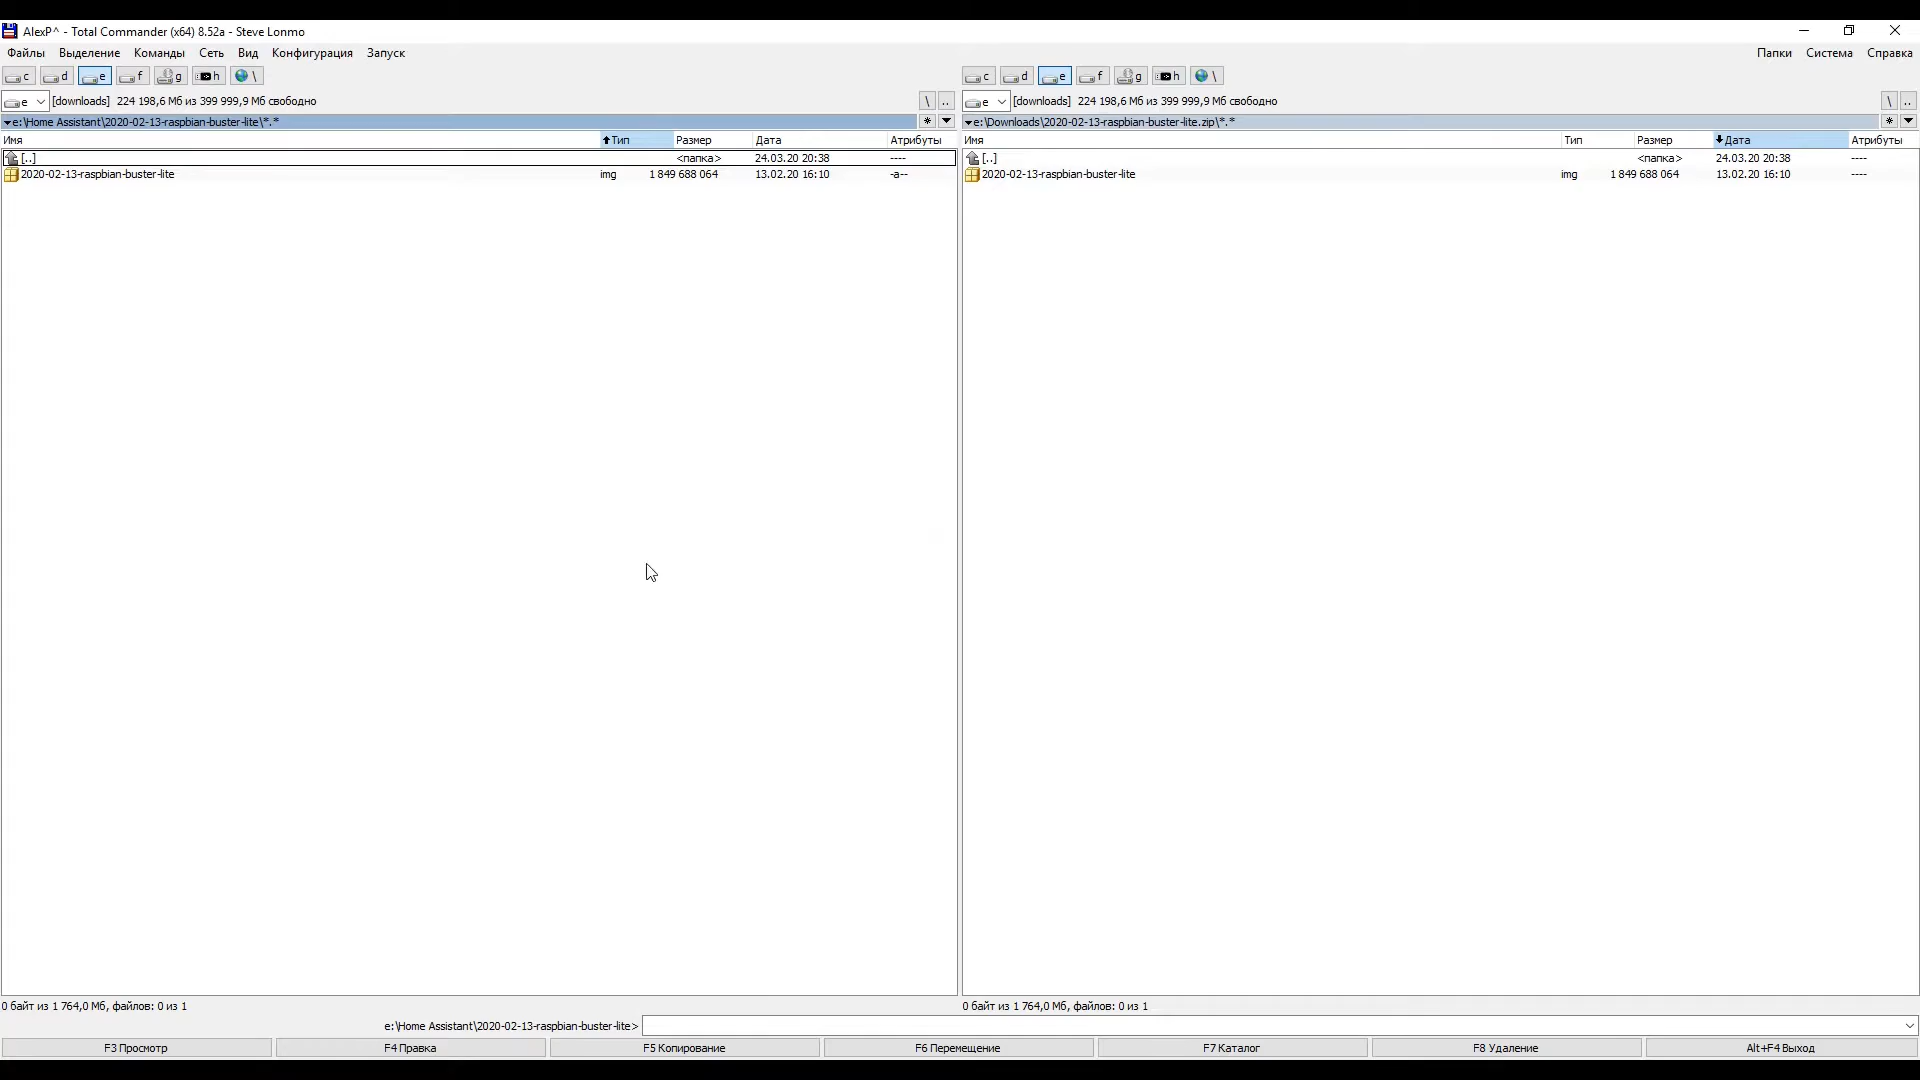 AlexP^ - Total Commander (x64) 8.52a - Steve Lonmo
Файлы Выделение Команды Сеть Вид Конфигурация Запуск Папки Система Справка
c d e f g h \ c d e f g h \
e [downloads] 224 198,6 Мб из 399 999,9 Мб свободно \ .. e [downloads] 224 198,6 Мб из 399 999,9 Мб свободно \ ..
e:\Home Assistant\2020-02-13-raspbian-buster-lite\*.* * e:\Downloads\2020-02-13-raspbian-buster-lite.zip\*.* *
Имя Тип Размер Дата Атрибуты Имя Тип Размер Дата Атрибуты
[..] <папка> 24.03.20 20:38 ---- [..] <папка> 24.03.20 20:38 ----
2020-02-13-raspbian-buster-lite img 1 849 688 064 13.02.20 16:10 -a-- 2020-02-13-raspbian-buster-lite img 1 849 688 064 13.02.20 16:10 ----
0 байт из 1 764,0 Мб, файлов: 0 из 1 0 байт из 1 764,0 Мб, файлов: 0 из 1
e:\Home Assistant\2020-02-13-raspbian-buster-lite>
F3 Просмотр F4 Правка F5 Копирование F6 Перемещение F7 Каталог F8 Удаление Alt+F4 Выход